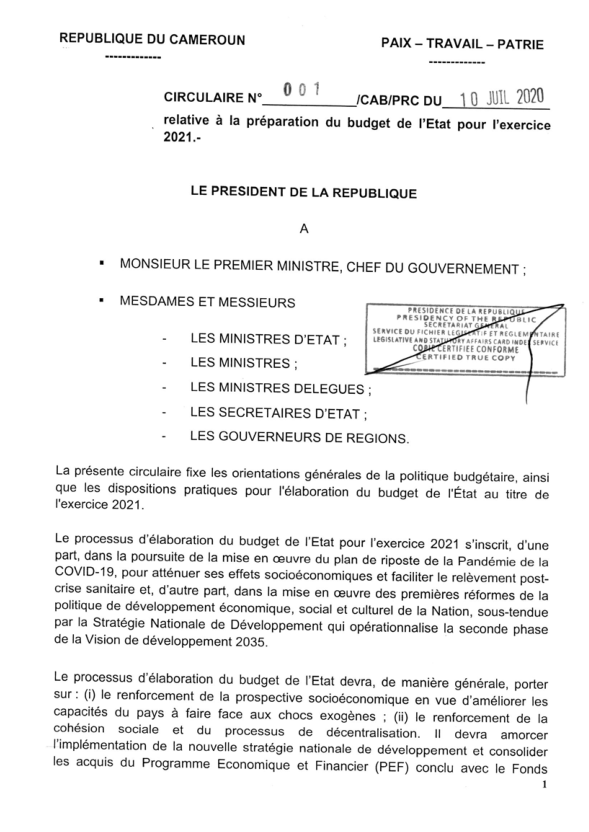 REPUBLIQUE DU CAMEROUN
PAIX – TRAVAIL – PATRIE
-------------
-------------
CIRCULAIRE N° 001 /CAB/PRC DU 10 JUIL 2020
relative à la préparation du budget de l'Etat pour l'exercice
2021.-
LE PRESIDENT DE LA REPUBLIQUE
A
▪ MONSIEUR LE PREMIER MINISTRE, CHEF DU GOUVERNEMENT ;
▪ MESDAMES ET MESSIEURS
- LES MINISTRES D'ETAT ;
- LES MINISTRES ;
- LES MINISTRES DELEGUES ;
- LES SECRETAIRES D'ETAT ;
- LES GOUVERNEURS DE REGIONS.
PRESIDENCE DE LA REPUBLIQUE
PRESIDENCY OF THE REPUBLIC
SECRETARIAT GENERAL
SERVICE DU FICHIER LEGISLATIF ET REGLEMENTAIRE
LEGISLATIVE AND STATUTORY AFFAIRS CARD INDEX SERVICE
COPIE CERTIFIEE CONFORME
CERTIFIED TRUE COPY
La présente circulaire fixe les orientations générales de la politique budgétaire, ainsi
que les dispositions pratiques pour l'élaboration du budget de l'État au titre de
l'exercice 2021.
Le processus d'élaboration du budget de l'Etat pour l'exercice 2021 s'inscrit, d'une
part, dans la poursuite de la mise en œuvre du plan de riposte de la Pandémie de la
COVID-19, pour atténuer ses effets socioéconomiques et faciliter le relèvement post-
crise sanitaire et, d'autre part, dans la mise en œuvre des premières réformes de la
politique de développement économique, social et culturel de la Nation, sous-tendue
par la Stratégie Nationale de Développement qui opérationnalise la seconde phase
de la Vision de développement 2035.
Le processus d'élaboration du budget de l'Etat devra, de manière générale, porter
sur : (i) le renforcement de la prospective socioéconomique en vue d'améliorer les
capacités du pays à faire face aux chocs exogènes ; (ii) le renforcement de la
cohésion sociale et du processus de décentralisation. Il devra amorcer
l'implémentation de la nouvelle stratégie nationale de développement et consolider
les acquis du Programme Economique et Financier (PEF) conclu avec le Fonds
1